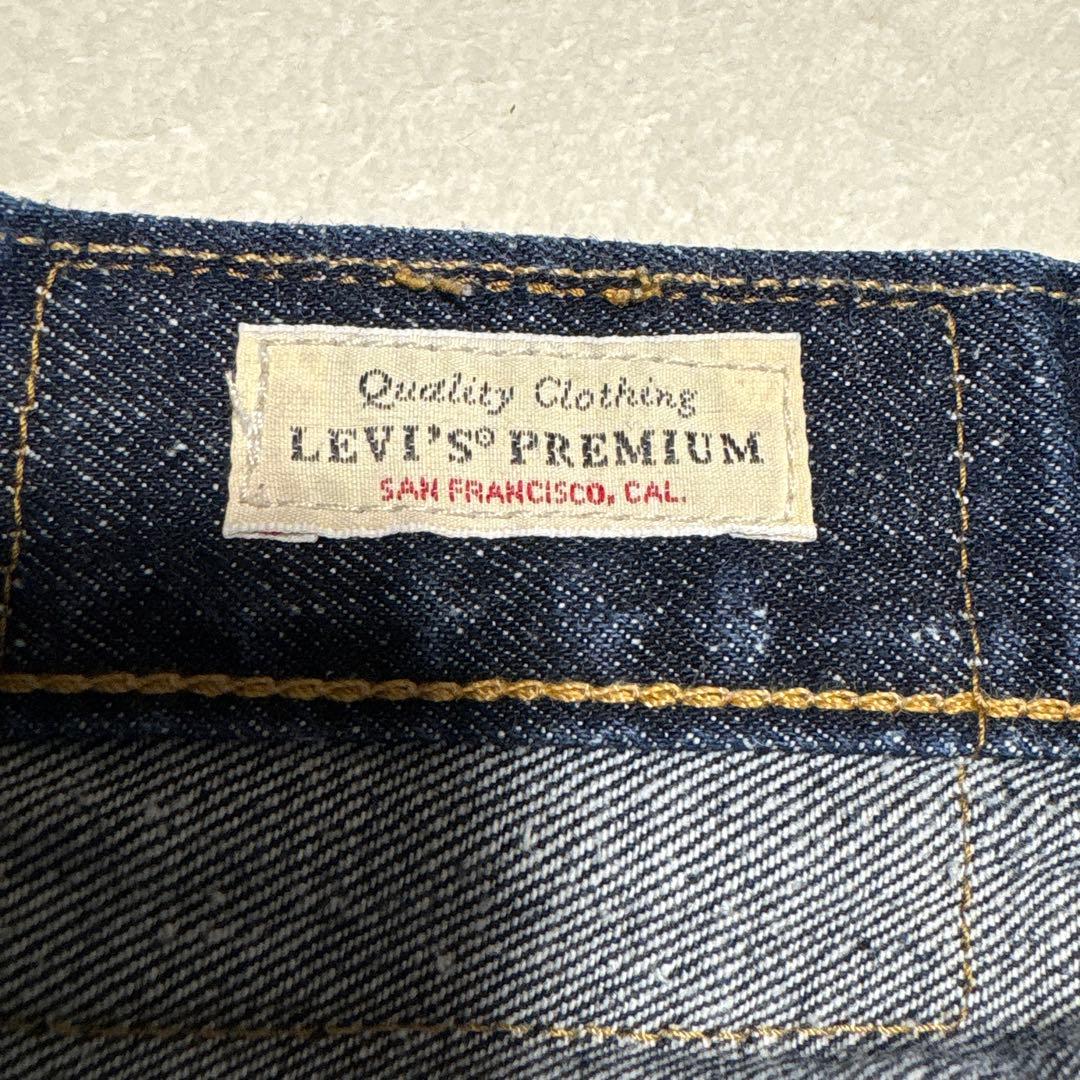 Quality Clothing
LEVI'S® PREMIUM
SAN FRANCISCO, CAL.